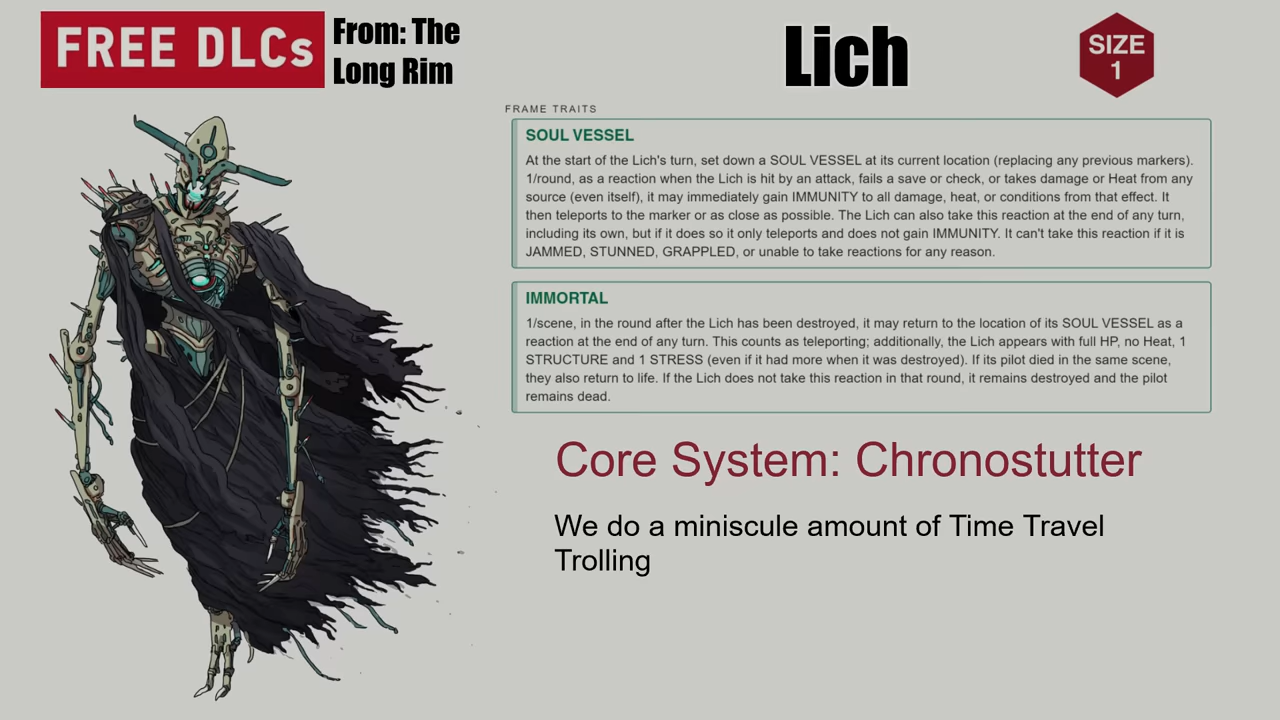 FREE DLCs
From: The
Long Rim
Lich
SIZE
1
FRAME TRAITS
SOUL VESSEL
At the start of the Lich's turn, set down a SOUL VESSEL at its current location (replacing any previous markers).
1/round, as a reaction when the Lich is hit by an attack, fails a save or check, or takes damage or Heat from any
source (even itself), it may immediately gain IMMUNITY to all damage, heat, or conditions from that effect. It
then teleports to the marker or as close as possible. The Lich can also take this reaction at the end of any turn,
including its own, but if it does so it only teleports and does not gain IMMUNITY. It can't take this reaction if it is
JAMMED, STUNNED, GRAPPLED, or unable to take reactions for any reason.
IMMORTAL
1/scene, in the round after the Lich has been destroyed, it may return to the location of its SOUL VESSEL as a
reaction at the end of any turn. This counts as teleporting; additionally, the Lich appears with full HP, no Heat, 1
STRUCTURE and 1 STRESS (even if it had more when it was destroyed). If its pilot died in the same scene,
they also return to life. If the Lich does not take this reaction in that round, it remains destroyed and the pilot
remains dead.
Core System: Chronostutter
We do a miniscule amount of Time Travel
Trolling